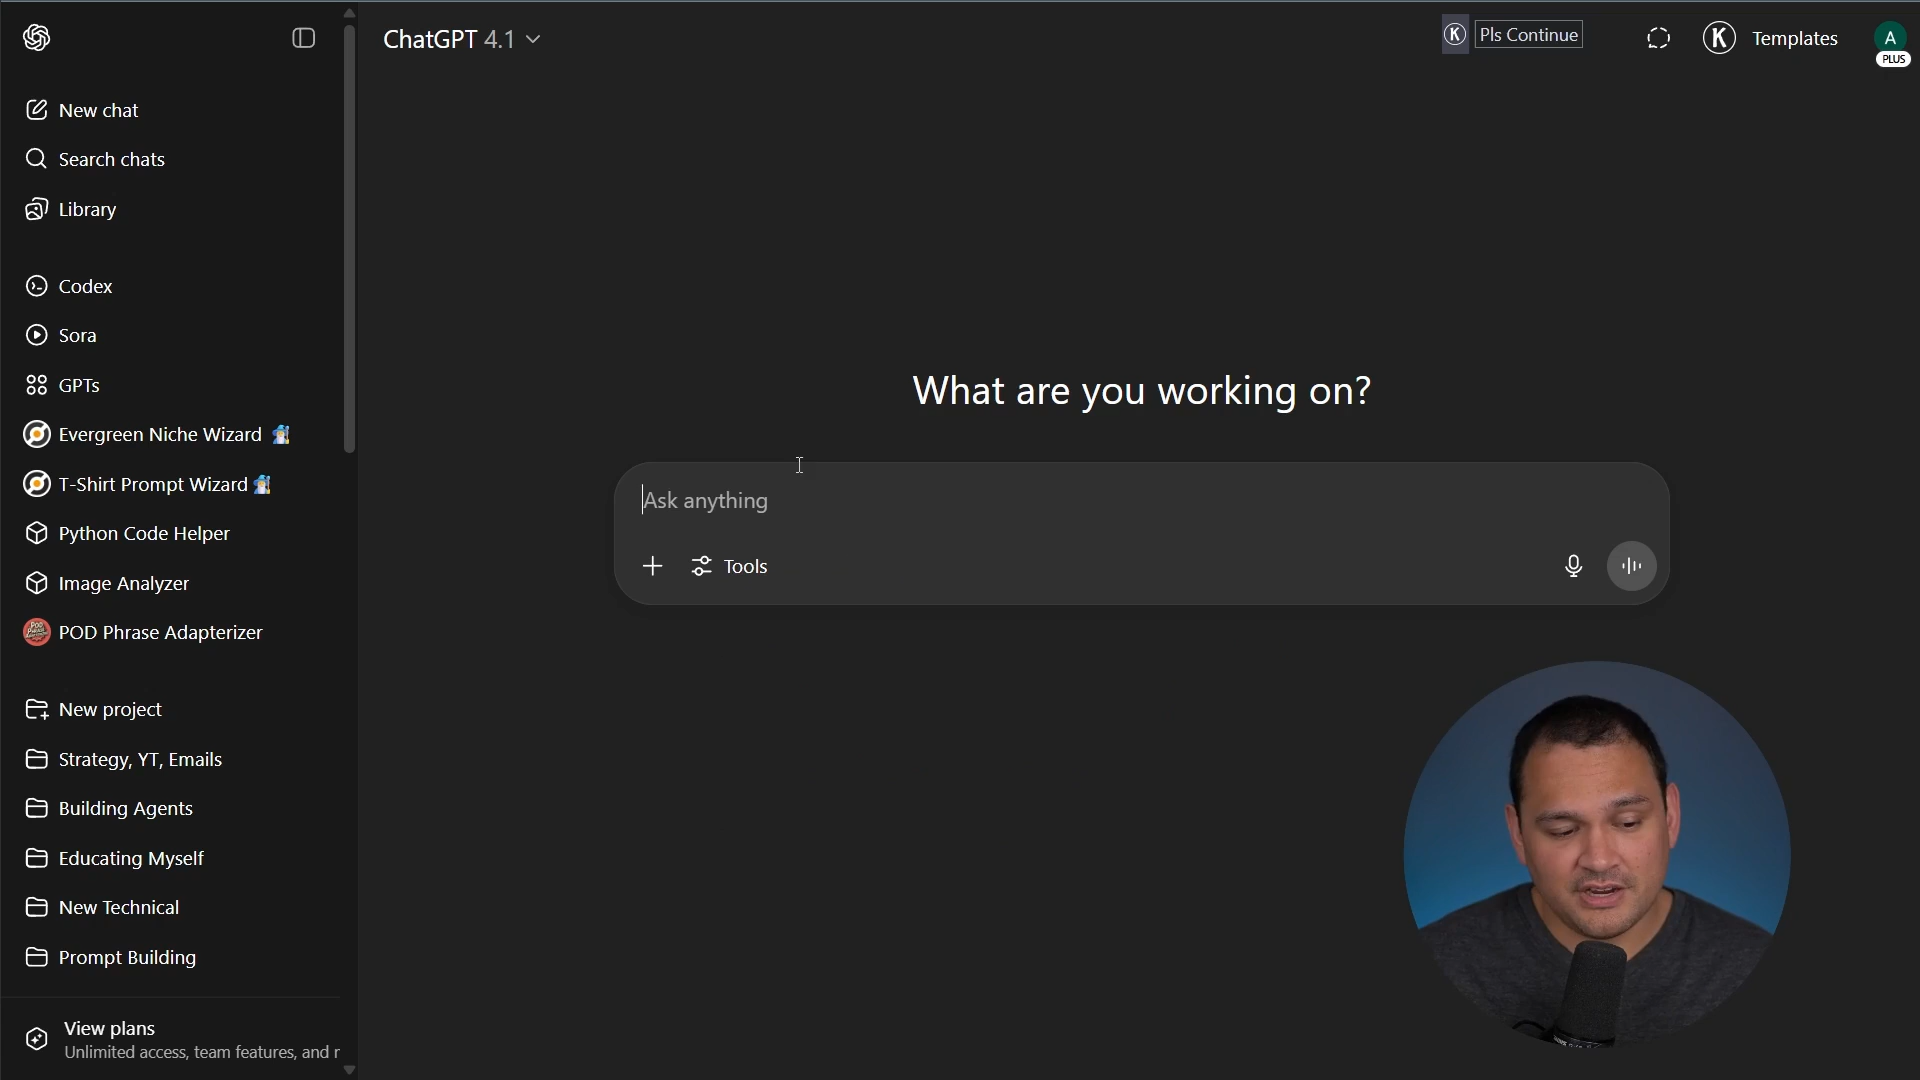 ChatGPT 4.1
K
Pls Continue
K
Templates
A
PLUS
New chat
Search chats
Library
Codex
Sora
GPTs
Evergreen Niche Wizard
T-Shirt Prompt Wizard
Python Code Helper
Image Analyzer
POD Phrase Adapterizer
New project
Strategy, YT, Emails
Building Agents
Educating Myself
New Technical
Prompt Building
View plans
Unlimited access, team features, and r
What are you working on?
Ask anything
Tools